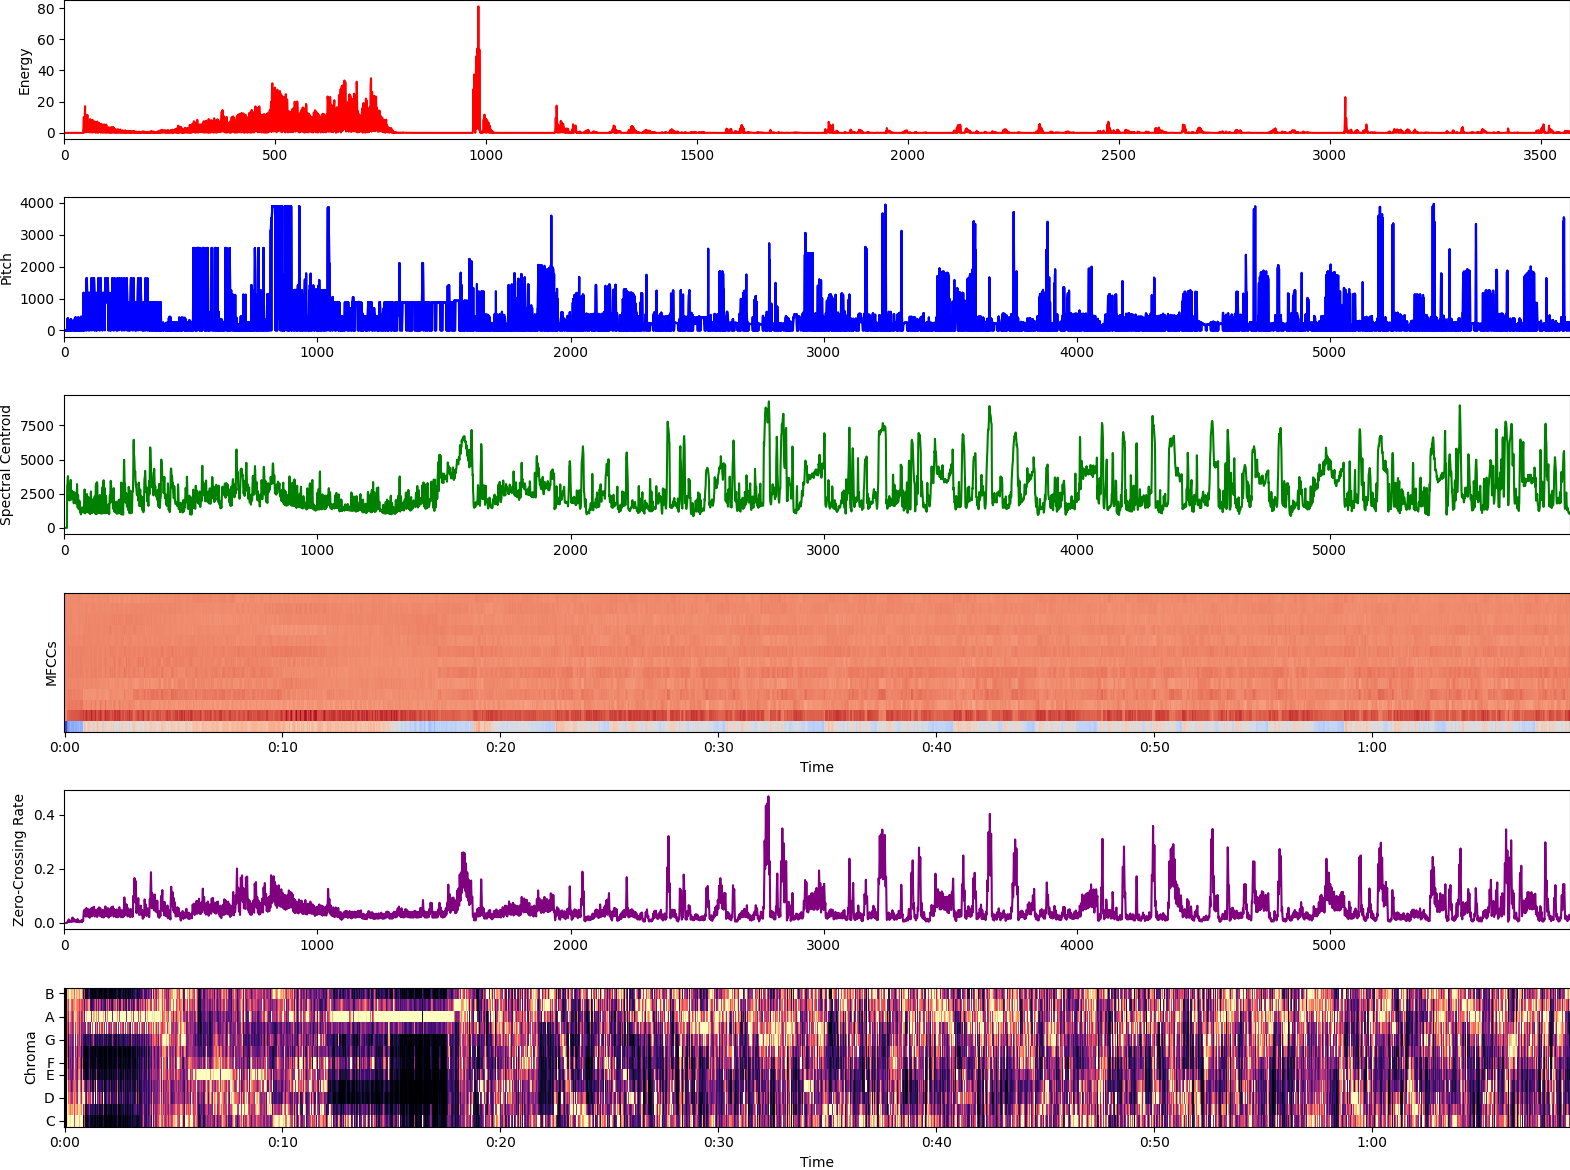 80
60
40
20
0
Energy
0 500 1000 1500 2000 2500 3000 3500
4000
3000
2000
1000
0
Pitch
0 1000 2000 3000 4000 5000
7500
5000
2500
0
Spectral Centroid
0 1000 2000 3000 4000 5000
MFCCs
0:00 0:10 0:20 0:30 0:40 0:50 1:00
Time
0.4
0.2
0.0
Zero-Crossing Rate
0 1000 2000 3000 4000 5000
B
A
G
F
E
D
C
Chroma
0:00 0:10 0:20 0:30 0:40 0:50 1:00
Time